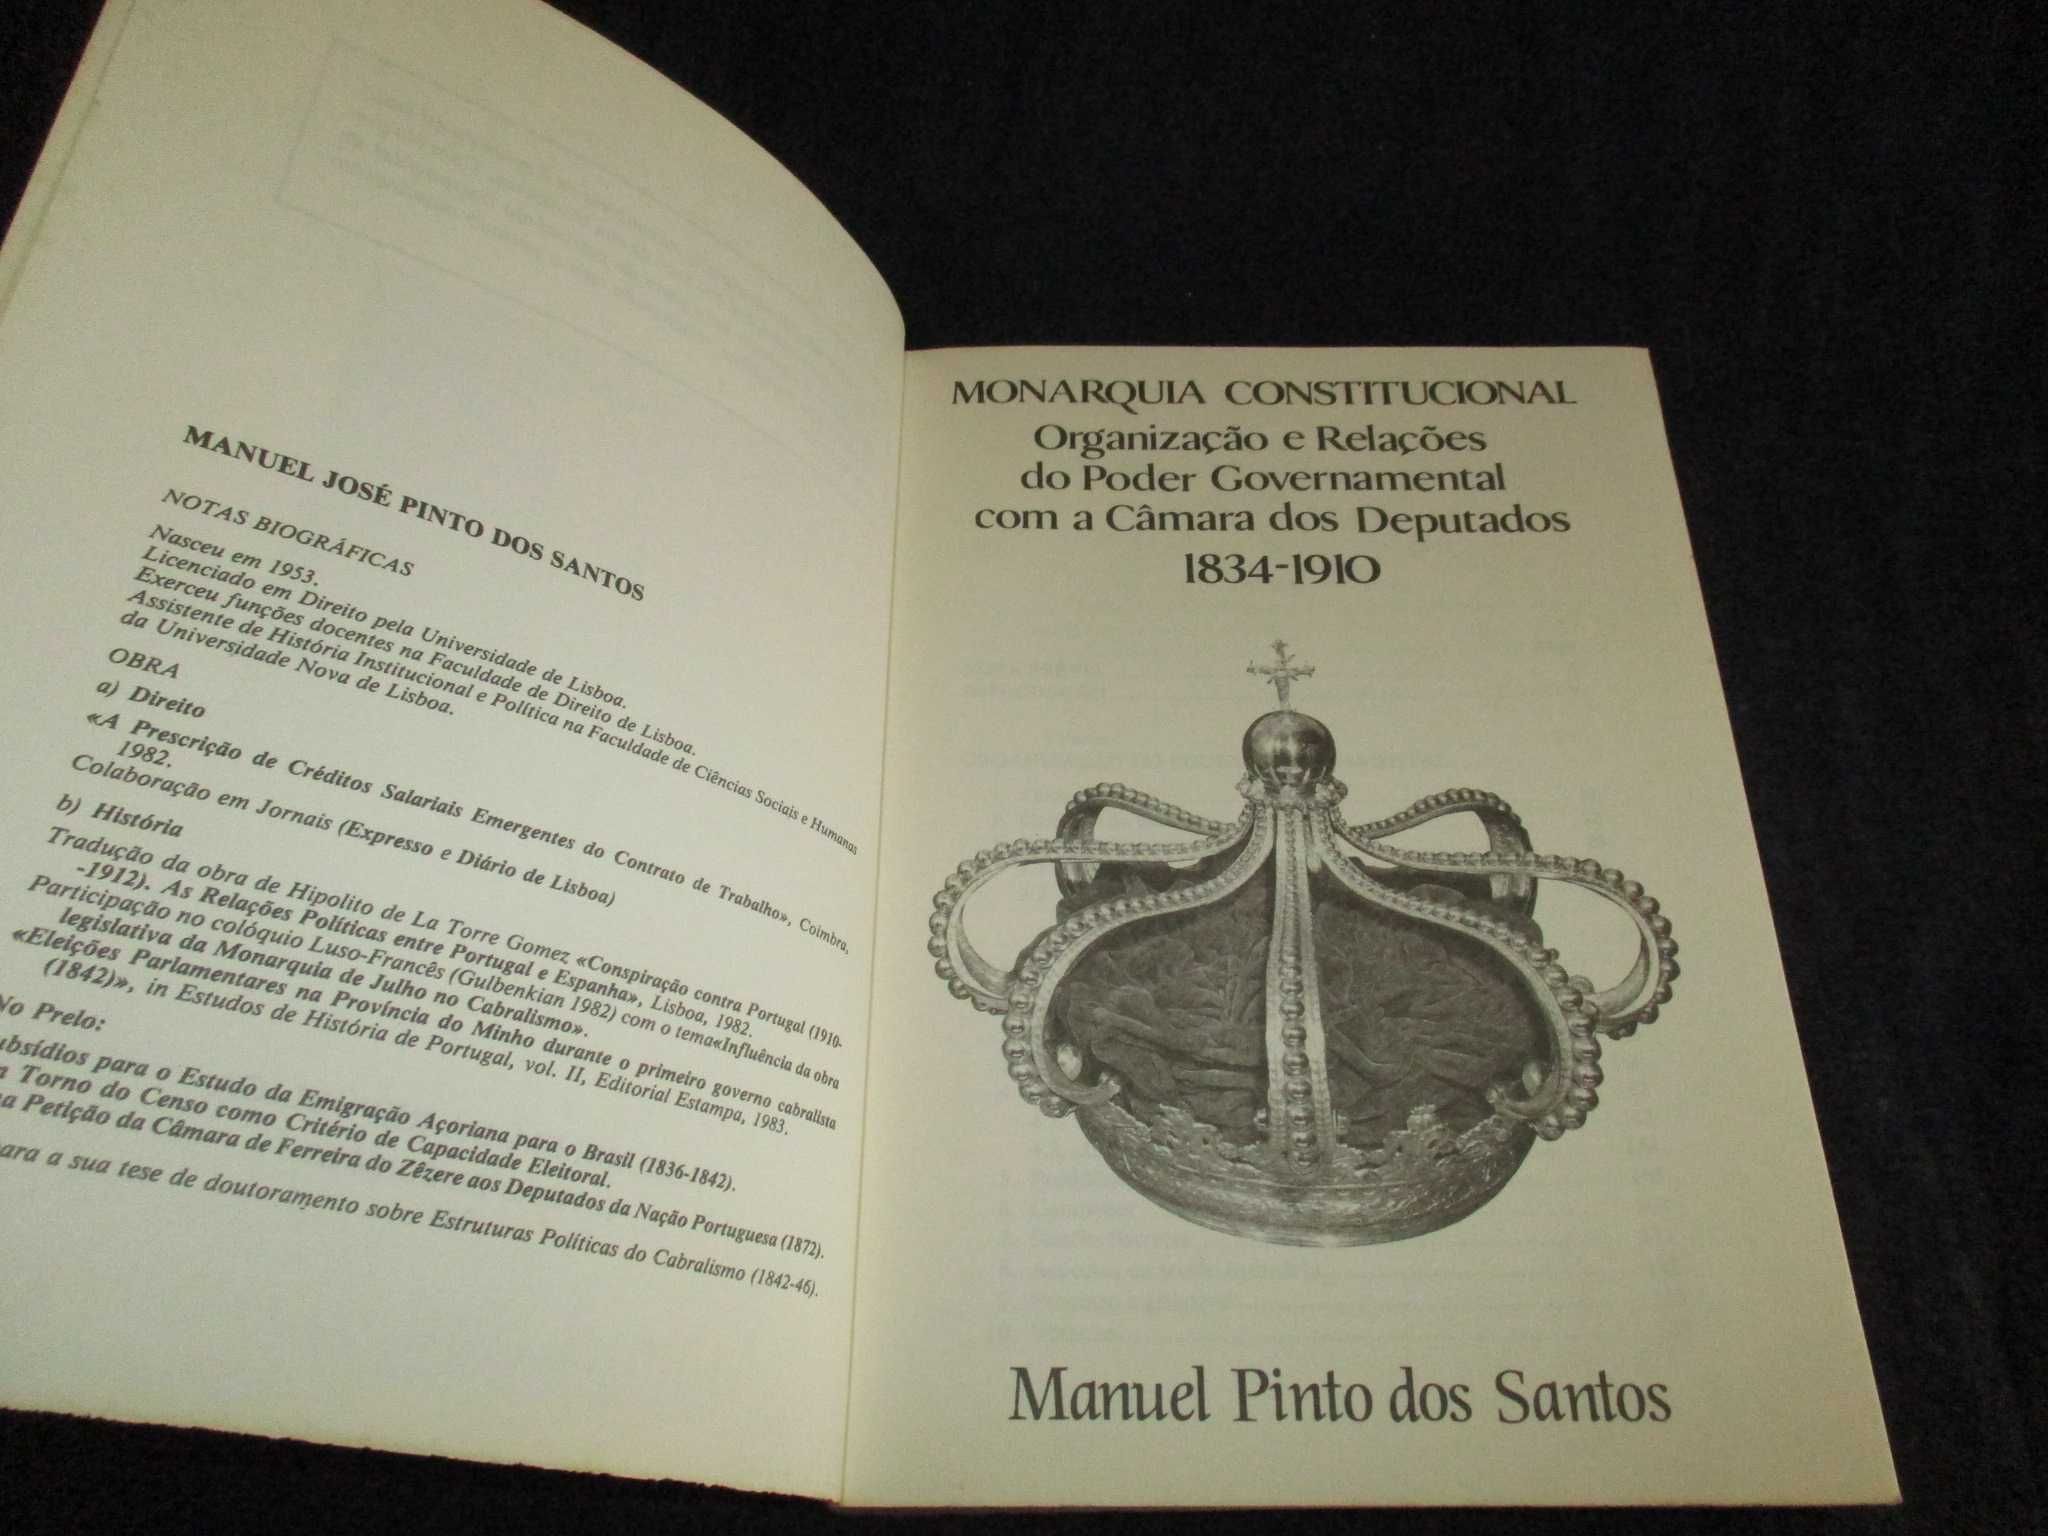 MANUEL JOSÉ PINTO DOS SANTOS
NOTAS BIOGRÁFICAS
Nasceu em 1953.
Licenciado em Direito pela Universidade de Lisboa.
Exerceu funções docentes na Faculdade de Direito de Lisboa.
Assistente de História Institucional e Política na Faculdade de Ciências Sociais e Humanas
da Universidade Nova de Lisboa.
OBRA
a) Direito
«A Prescrição de Créditos Salariais Emergentes do Contrato de Trabalho», Coimbra,
1982.
Colaboração em Jornais (Expresso e Diário de Lisboa)
b) História
Tradução da obra de Hipolito de La Torre Gomez «Conspiração contra Portugal (1910-
-1912). As Relações Políticas entre Portugal e Espanha», Lisboa, 1982.
Participação no colóquio Luso-Francês (Gulbenkian 1982) com o tema«Influência da obra
legislativa da Monarquia de Julho no Cabralismo».
«Eleições Parlamentares na Província do Minho durante o primeiro governo cabralista
(1842)», in Estudos de História de Portugal, vol. II, Editorial Estampa, 1983.
No Prelo:
para o Estudo da Emigração Açoriana para o Brasil (1836-1842).
Torno do Censo como Critério de Capacidade Eleitoral.
Petição da Câmara de Ferreira do Zêzere aos Deputados da Nação Portuguesa (1872).
a sua tese de doutoramento sobre Estruturas Políticas do Cabralismo (1842-46).
MONARQUIA CONSTITUCIONAL
Organização e Relações
do Poder Governamental
com a Câmara dos Deputados
1834-1910
Manuel Pinto dos Santos